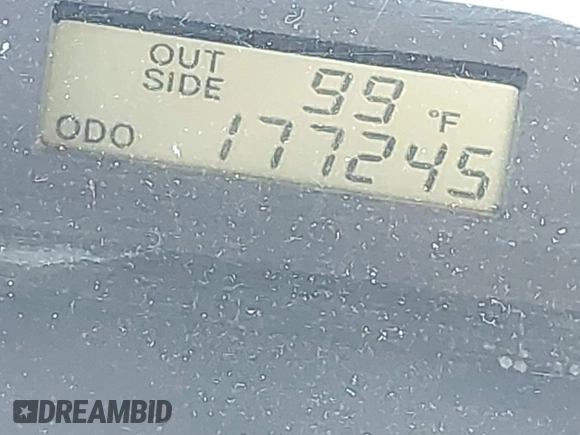 OUT
SIDE 99 °F
ODO 177245
DREAMBID